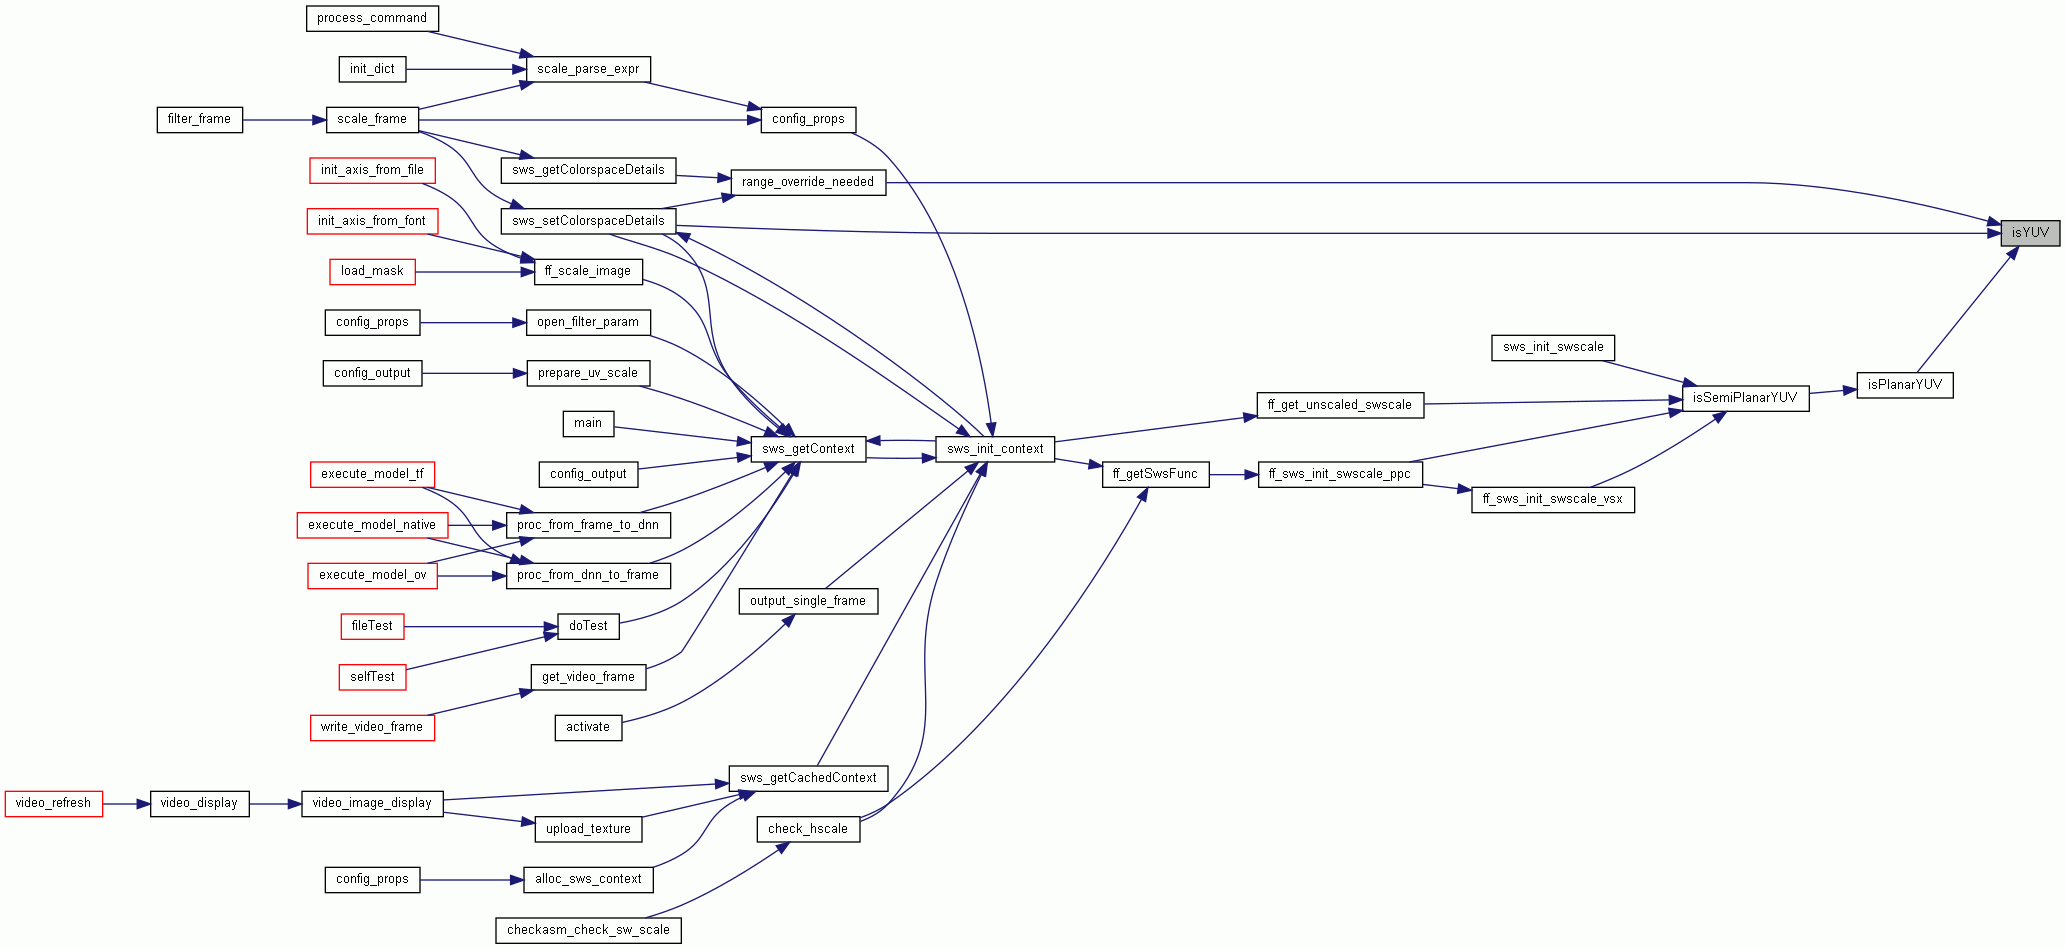 process_command
init_dict
scale_parse_expr
filter_frame
scale_frame
config_props
init_axis_from_file
sws_getColorspaceDetails
range_override_needed
init_axis_from_font
sws_setColorspaceDetails
isYUV
load_mask
ff_scale_image
config_props
open_filter_param
sws_init_swscale
config_output
prepare_uv_scale
isPlanarYUV
isSemiPlanarYUV
ff_get_unscaled_swscale
main
sws_getContext
sws_init_context
execute_model_tf
config_output
ff_getSwsFunc
ff_sws_init_swscale_ppc
ff_sws_init_swscale_vsx
execute_model_native
proc_from_frame_to_dnn
execute_model_ov
proc_from_dnn_to_frame
output_single_frame
fileTest
doTest
selfTest
get_video_frame
write_video_frame
activate
sws_getCachedContext
video_refresh
video_display
video_image_display
upload_texture
check_hscale
config_props
alloc_sws_context
checkasm_check_sw_scale